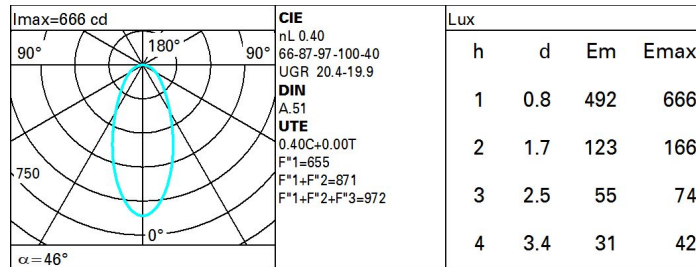 Imax=666 cd
90°
180°
90°
750
0°
α=46°
CIE
nL 0.40
66-87-97-100-40
UGR 20.4-19.9
DIN
A.51
UTE
0.40C+0.00T
F"1=655
F"1+F"2=871
F"1+F"2+F"3=972
Lux
h d Em Emax
1 0.8 492 666
2 1.7 123 166
3 2.5 55 74
4 3.4 31 42